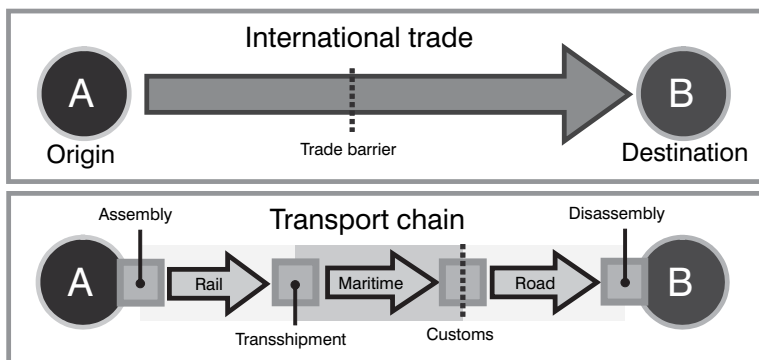 International trade
A
B
Origin
Trade barrier
Destination
Assembly
Transport chain
Disassembly
A
Rail
Maritime
Road
B
Transshipment
Customs